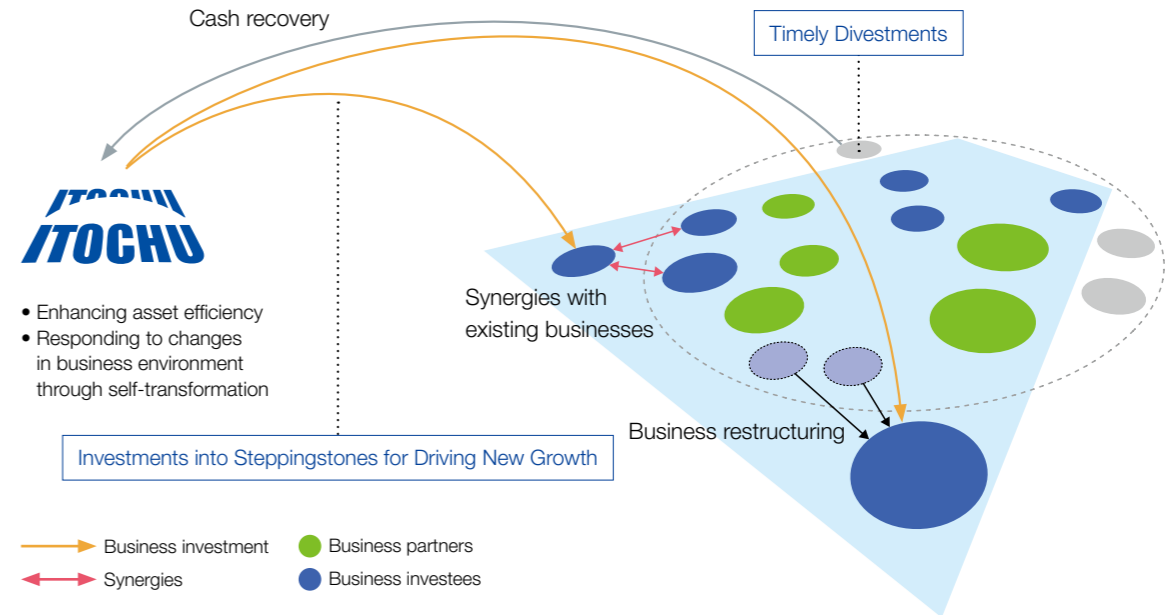 Cash recovery
Timely Divestments
ITOCHU
ITOCHU
• Enhancing asset efficiency
• Responding to changes
in business environment
through self-transformation
Synergies with
existing businesses
Business restructuring
Investments into Steppingstones for Driving New Growth
Business investment
Business partners
Synergies
Business investees